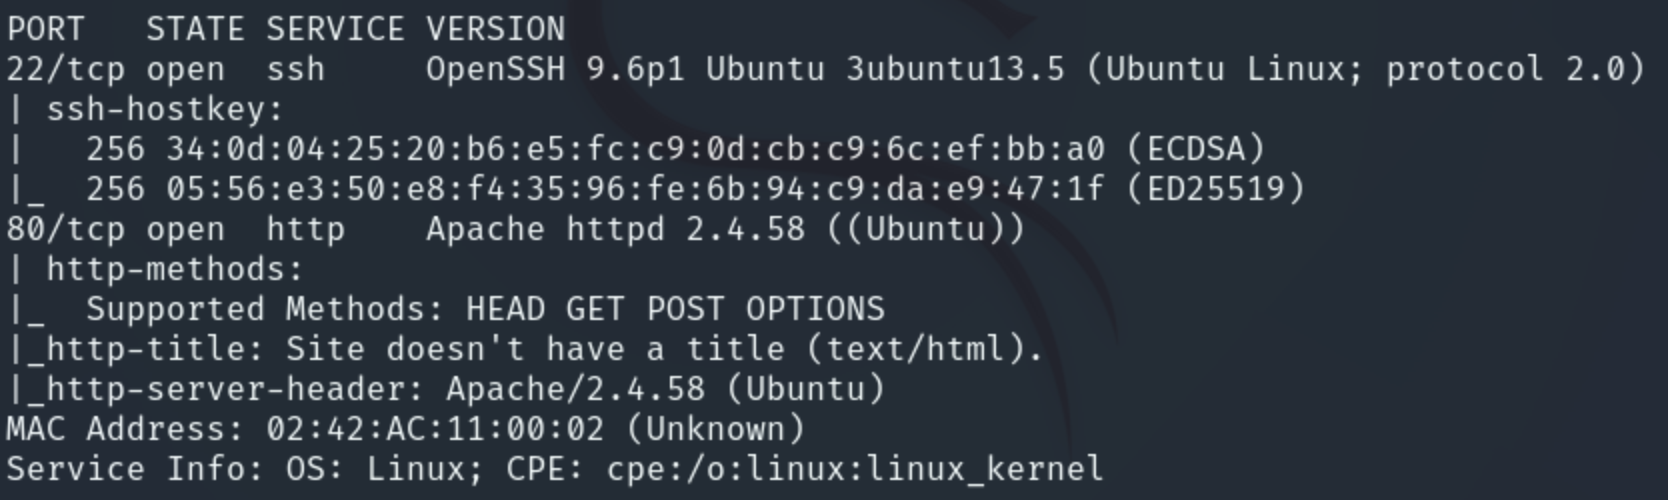 PORT   STATE SERVICE VERSION
22/tcp open  ssh     OpenSSH 9.6p1 Ubuntu 3ubuntu13.5 (Ubuntu Linux; protocol 2.0)
| ssh-hostkey:
|   256 34:0d:04:25:20:b6:e5:fc:c9:0d:cb:c9:6c:ef:bb:a0 (ECDSA)
|_  256 05:56:e3:50:e8:f4:35:96:fe:6b:94:c9:da:e9:47:1f (ED25519)
80/tcp open  http    Apache httpd 2.4.58 ((Ubuntu))
| http-methods:
|_  Supported Methods: HEAD GET POST OPTIONS
|_http-title: Site doesn't have a title (text/html).
|_http-server-header: Apache/2.4.58 (Ubuntu)
MAC Address: 02:42:AC:11:00:02 (Unknown)
Service Info: OS: Linux; CPE: cpe:/o:linux:linux_kernel